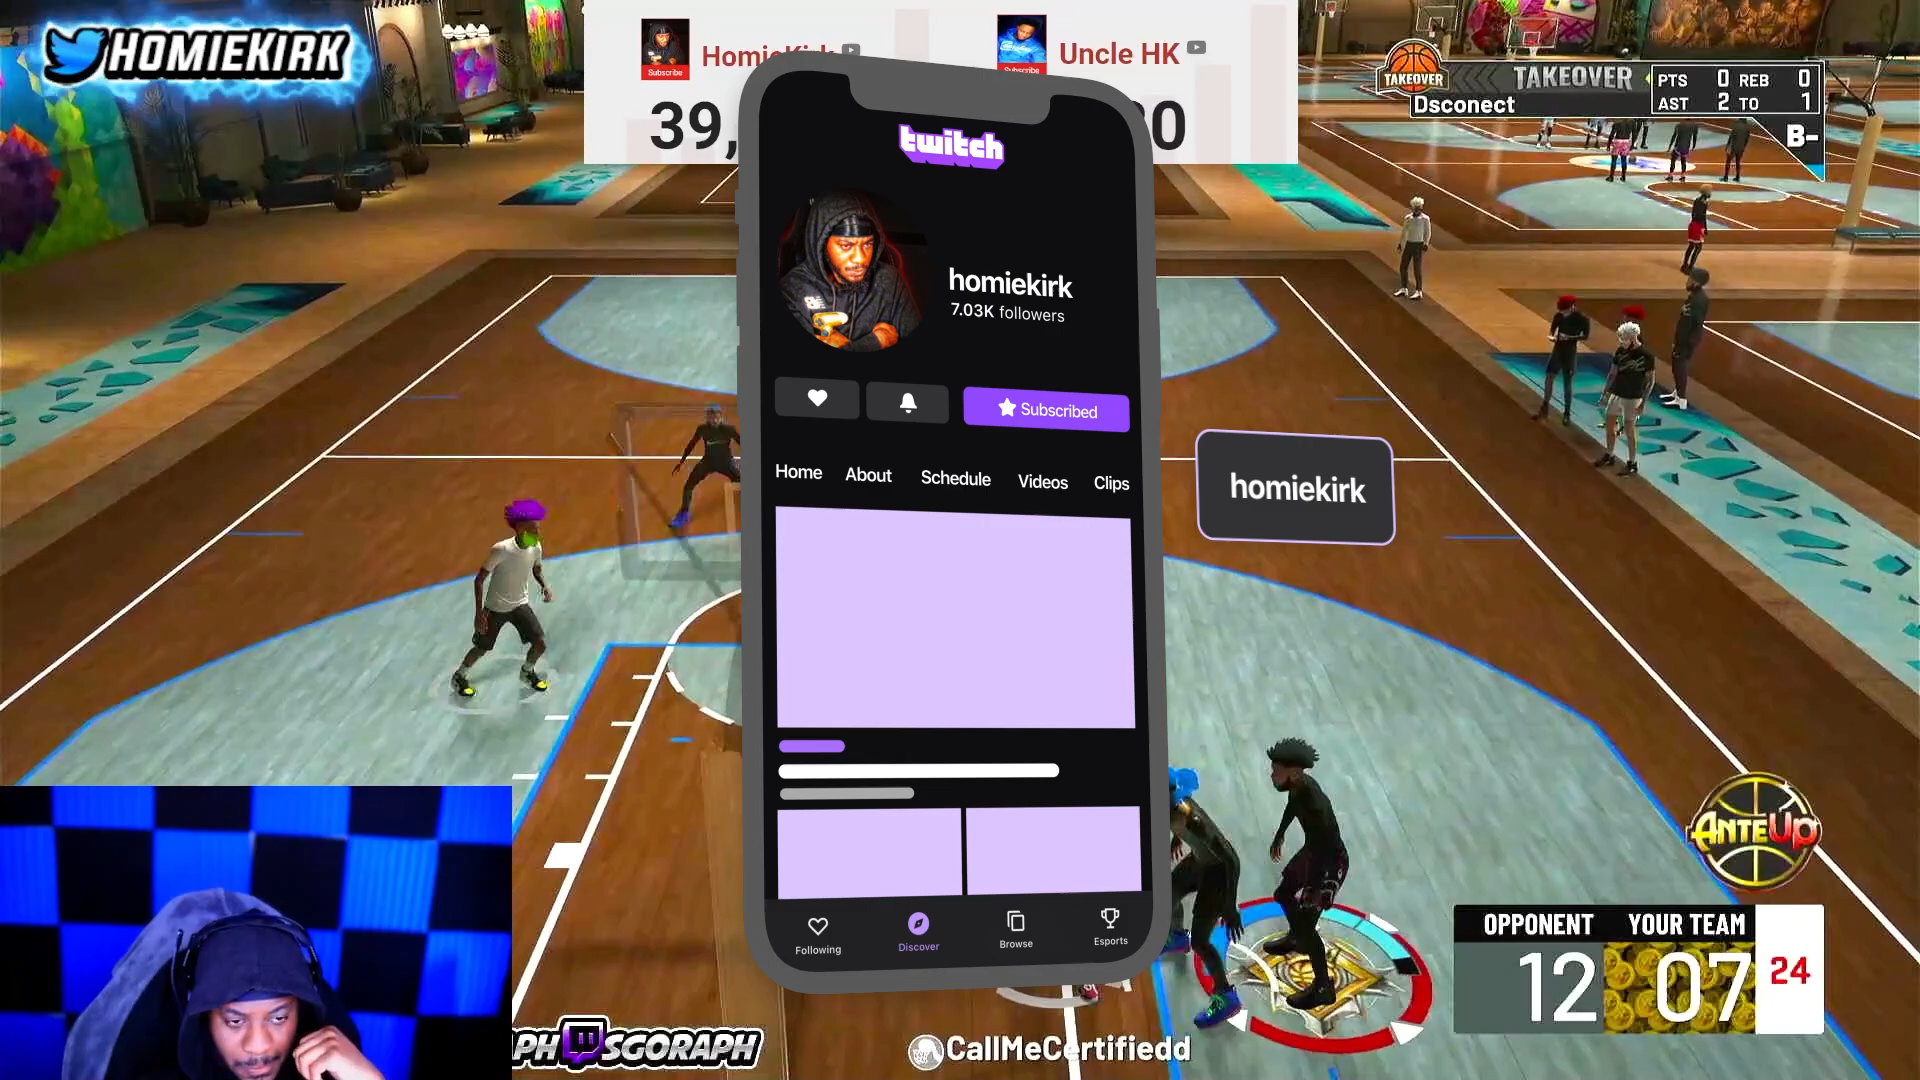 HOMIEKIRK
Subscribe
Subscribe
Uncle HK
39,
0
TAKEOVER
TAKEOVER
PTS 0 REB 0
AST 2 TO 1
Dsconect
B-
twitch
homiekirk
7.03K followers
Subscribed
Home About Schedule Videos Clips
homiekirk
Following
Discover
Browse
Esports
ANTEUP
OPPONENT YOUR TEAM
12 07 24
PH SGORAPH
CallMeCertifiedd